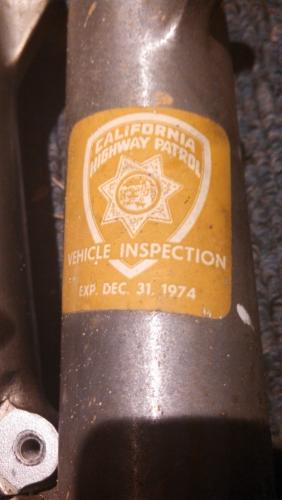 CALIFORNIA
HIGHWAY PATROL
VEHICLE INSPECTION
EXP. DEC. 31, 1974